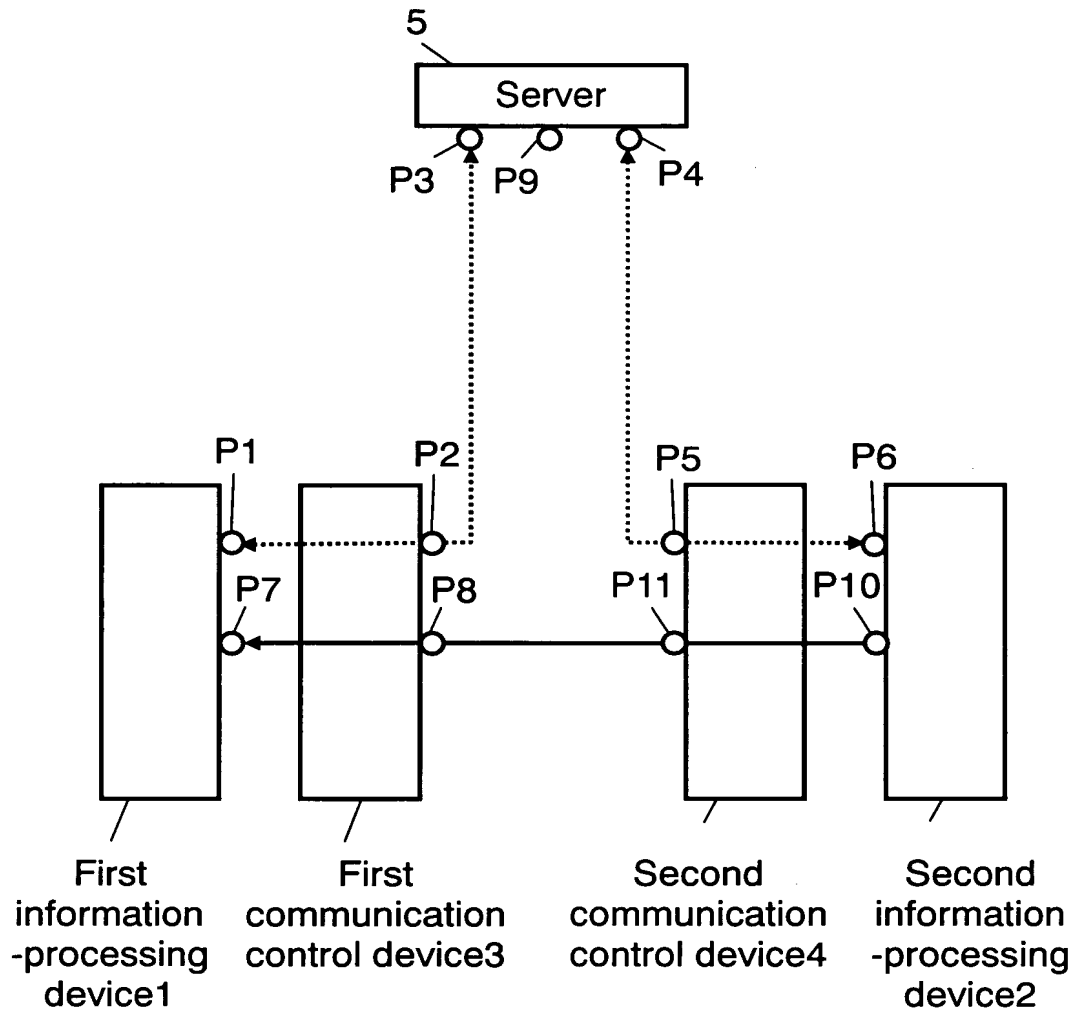 5
Server
P3 P9 P4
P1 P2 P5 P6
P7 P8 P11 P10
First
information
-processing
device1
First
communication
control device3
Second
communication
control device4
Second
information
-processing
device2